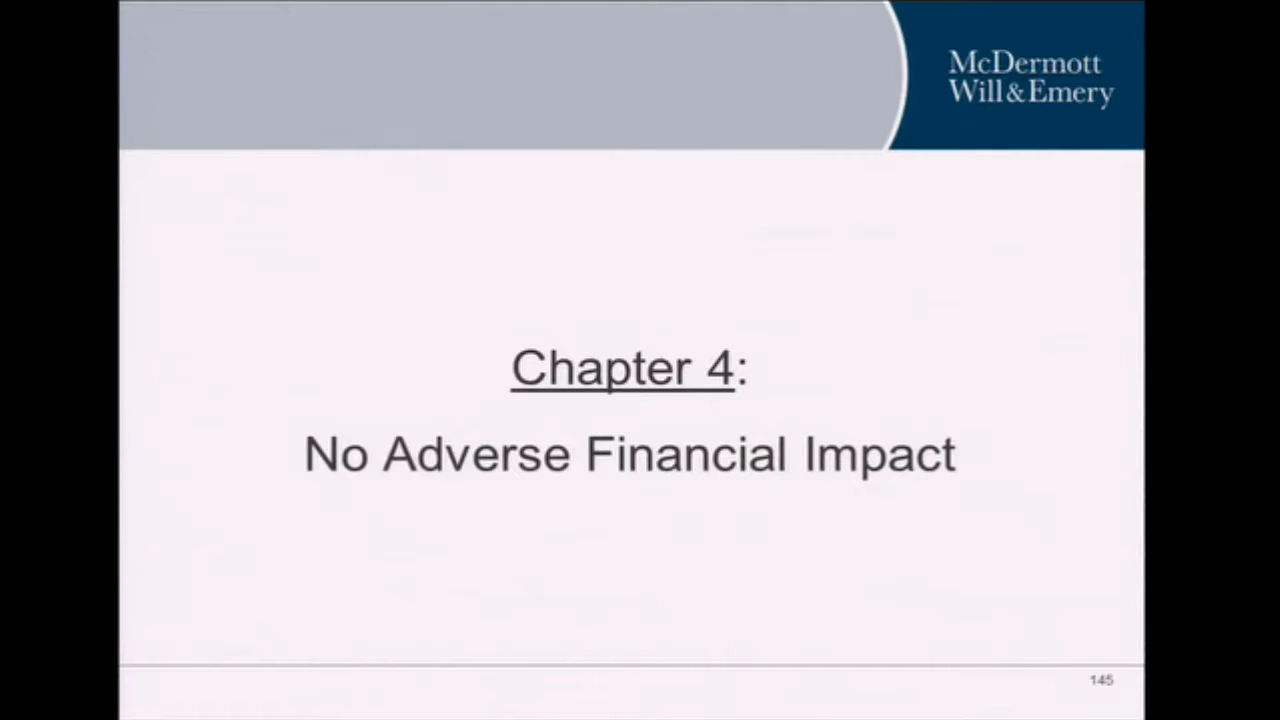 McDermott
Will & Emery
Chapter 4:
No Adverse Financial Impact
145